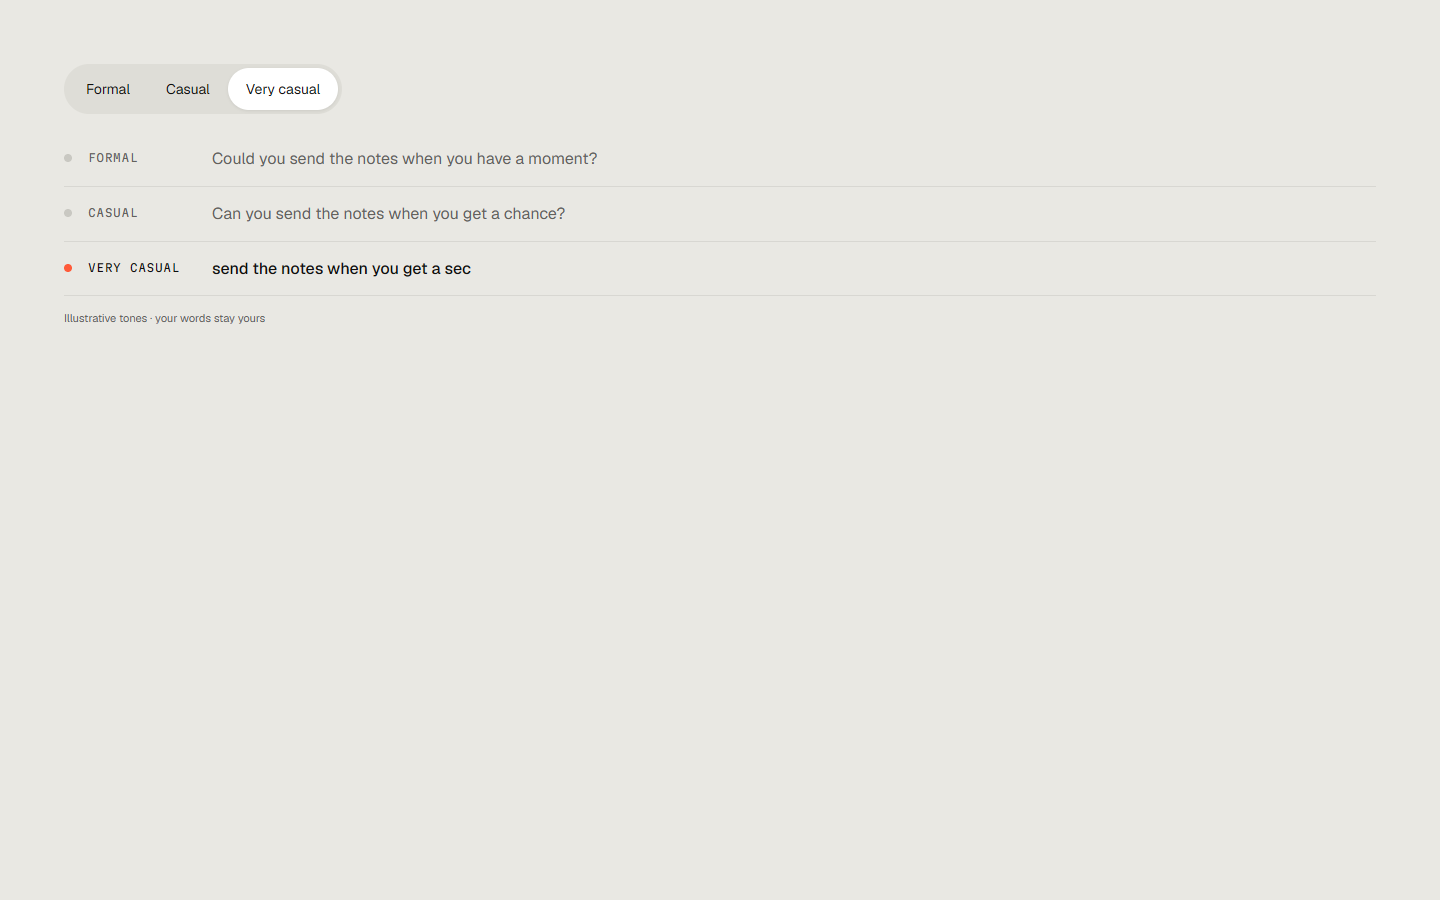 Formal Casual Very casual
FORMAL Could you send the notes when you have a moment?
CASUAL Can you send the notes when you get a chance?
VERY CASUAL send the notes when you get a sec
Illustrative tones · your words stay yours